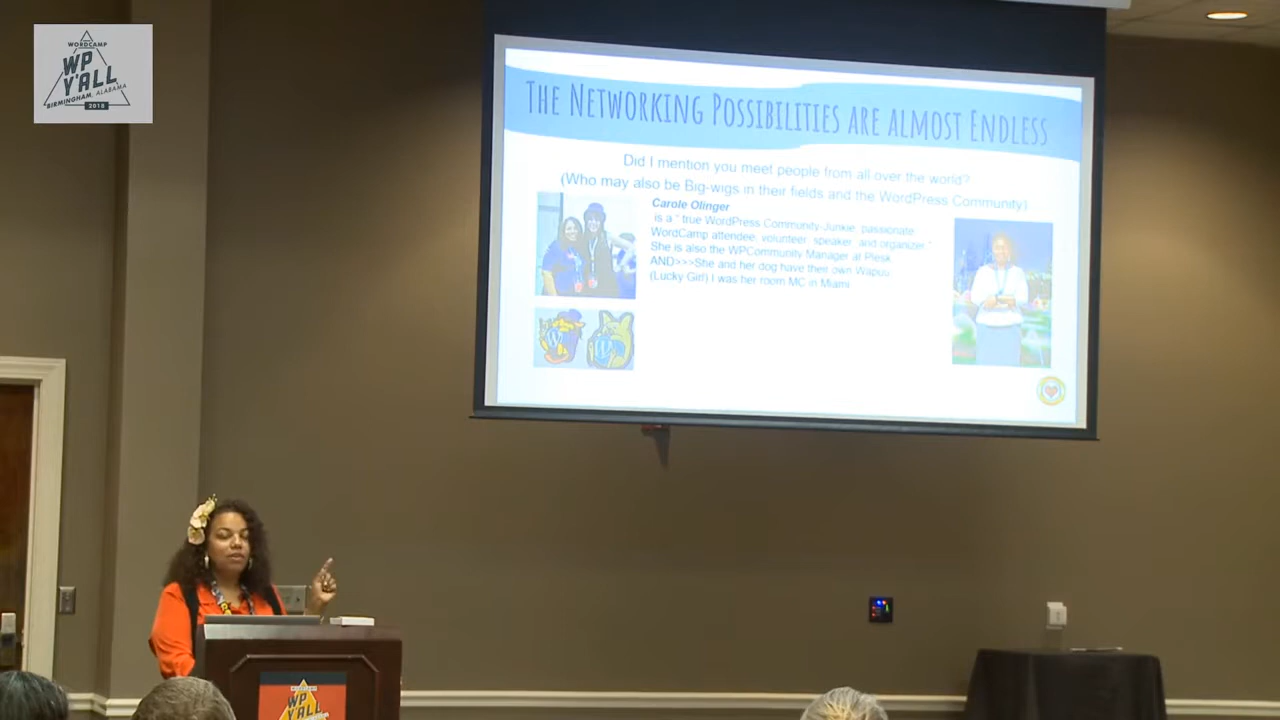 WORDCAMP
WP
Y'ALL
BIRMINGHAM, ALABAMA
2018
THE NETWORKING POSSIBILITIES ARE ALMOST ENDLESS
Did I mention you meet people from all over the world?
(Who may also be Big-wigs in their fields and the WordPress Community)
Carole Olinger
is a " true WordPress Community-Junkie, passionate
WordCamp attendee, volunteer, speaker, and organizer."
She is also the WPCommunity Manager at Plesk
AND>>>She and her dog have their own Wapuu
(Lucky Girl) I was her room MC in Miami
WORDCAMP
WP
Y'ALL